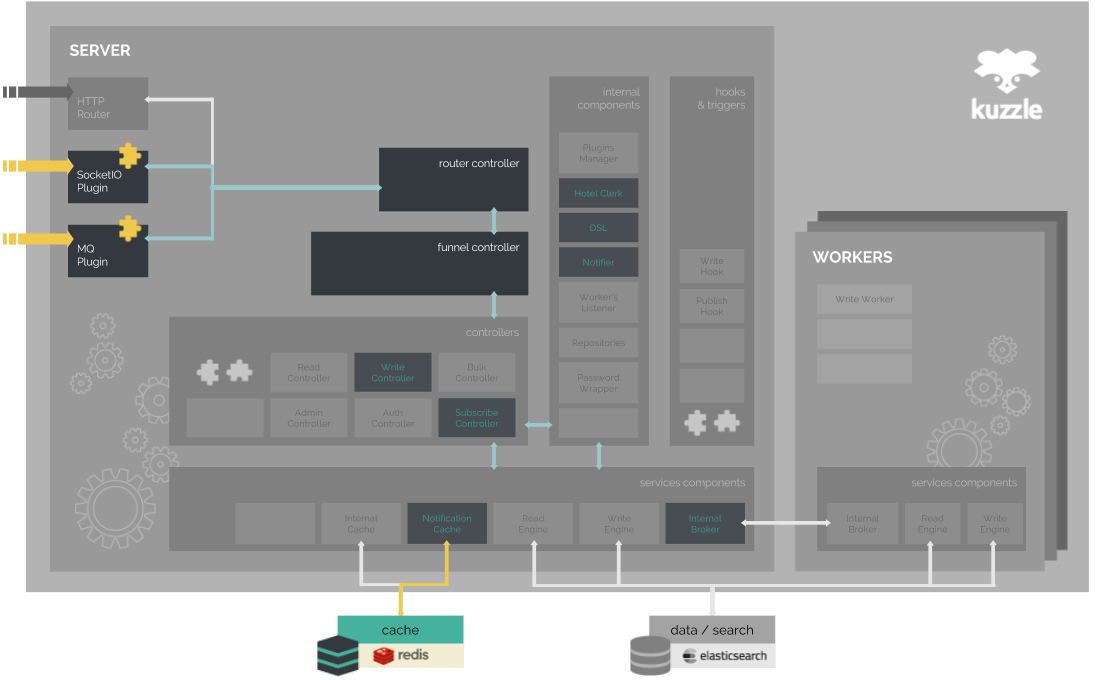 SERVER
HTTP
Router
SocketIO
Plugin
MQ
Plugin
router controller
funnel controller
controllers
Read
Controller
Write
Controller
Bulk
Controller
Admin
Controller
Auth
Controller
Subscribe
Controller
internal
components
Plugins
Manager
Hotel Clerk
DSL
Notifier
Worker's
Listener
Repositories
Password
Wrapper
hooks
& triggers
Write
Hook
Publish
Hook
services components
Internal
Cache
Notification
Cache
Read
Engine
Write
Engine
Internal
Broker
kuzzle
WORKERS
Write Worker
services components
Internal
Broker
Read
Engine
Write
Engine
cache
redis
data / search
elasticsearch